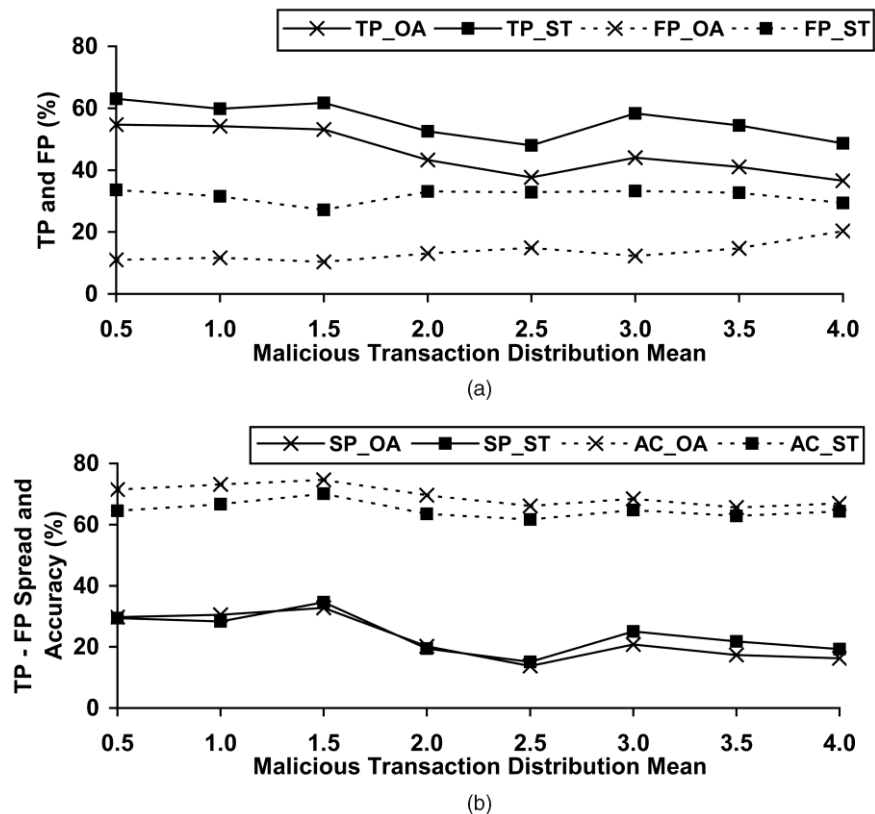 TP_OA TP_ST FP_OA FP_ST
80
60
40
20
0
TP and FP (%)
0.5 1.0 1.5 2.0 2.5 3.0 3.5 4.0
Malicious Transaction Distribution Mean
(a)
SP_OA SP_ST AC_OA AC_ST
80
60
40
20
0
TP - FP Spread and
Accuracy (%)
0.5 1.0 1.5 2.0 2.5 3.0 3.5 4.0
Malicious Transaction Distribution Mean
(b)